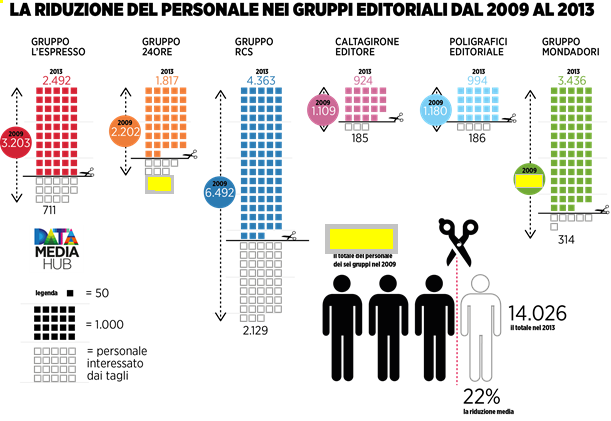 LA RIDUZIONE DEL PERSONALE NEI GRUPPI EDITORIALI DAL 2009 AL 2013
GRUPPO
L'ESPRESSO
2013
2.492
2009
3.203
711
GRUPPO
24ORE
2013
1.817
2009
2.202
GRUPPO
RCS
2013
4.363
2009
6.492
2.129
CALTAGIRONE
EDITORE
2013
924
2009
1.109
185
POLIGRAFICI
EDITORIALE
2013
994
2009
1.180
186
GRUPPO
MONDADORI
2013
3.436
2009
314
DATA
MEDIA
HUB
legenda = 50
= 1.000
= personale
interessato
dai tagli
il totale del personale
dei sei gruppi nel 2009
14.026
il totale nel 2013
22%
la riduzione media